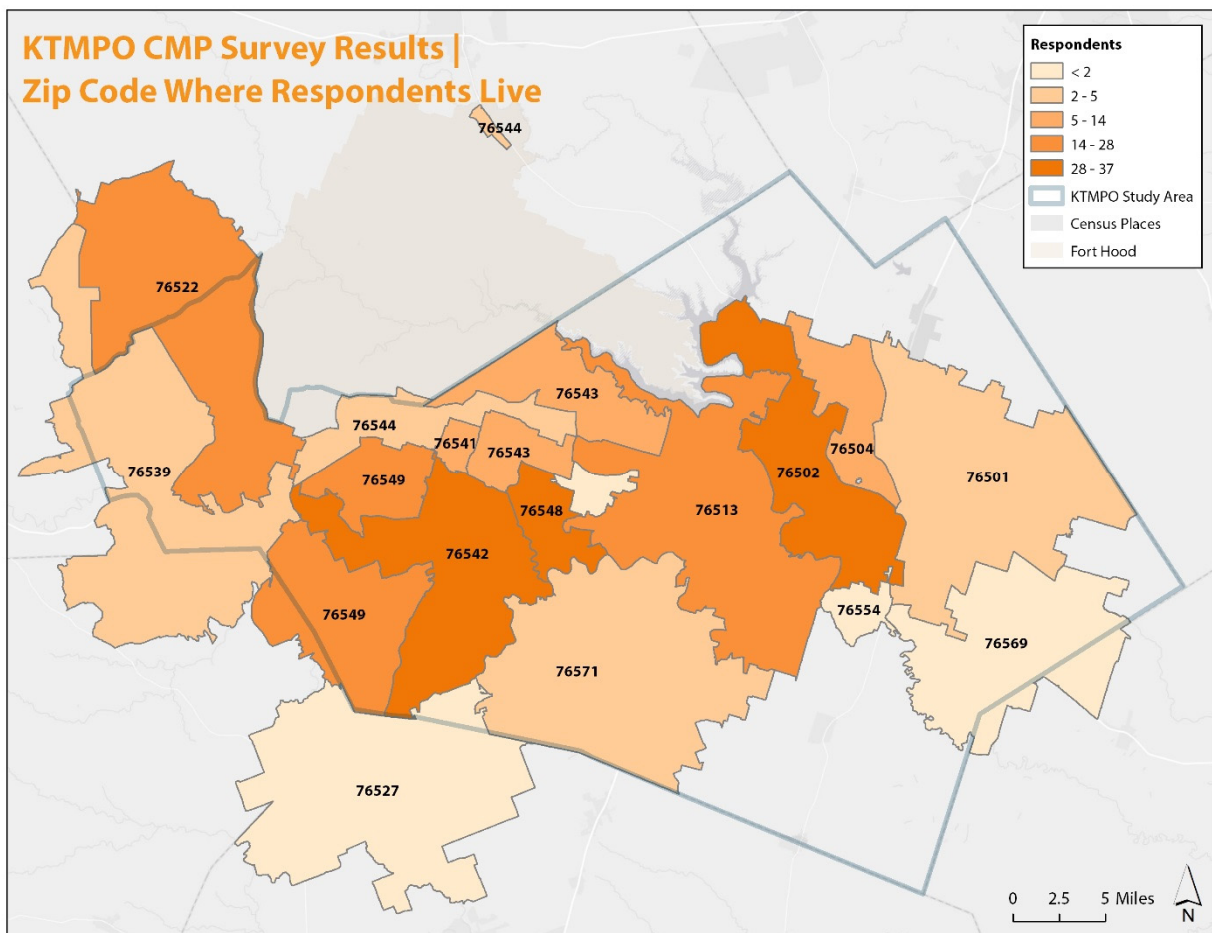 KTMPO CMP Survey Results |
Zip Code Where Respondents Live
Respondents
< 2
2 - 5
5 - 14
14 - 28
28 - 37
KTMPO Study Area
Census Places
Fort Hood
76544
76522
76543
76544
76541
76543
76504
76539
76549
76502
76501
76548
76513
76542
76554
76549
76569
76571
76527
0 2.5 5 Miles
N